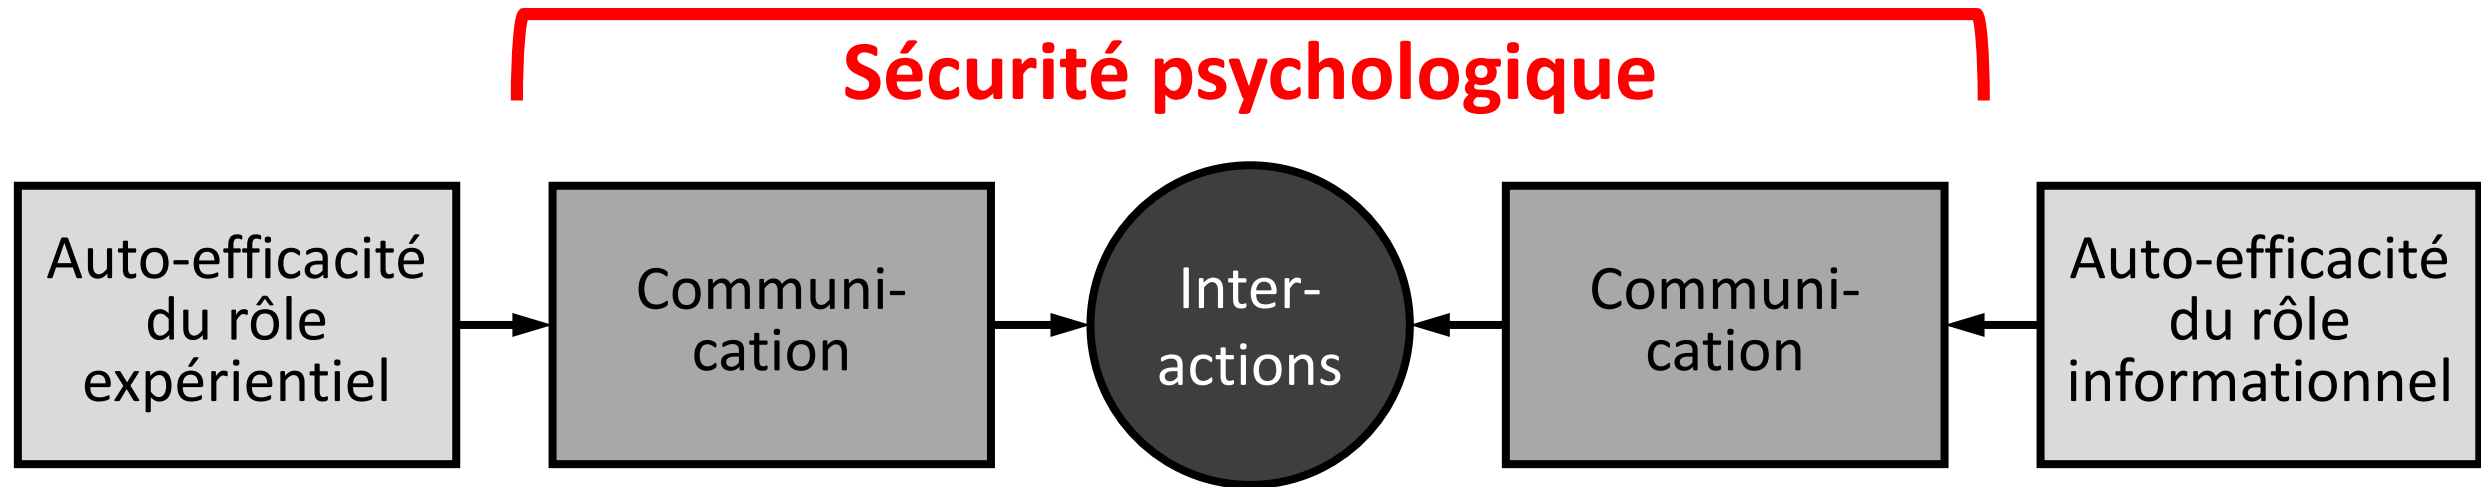 Sécurité psychologique
Auto-efficacité
du rôle
expérientiel
Communi-
cation
Inter-
actions
Communi-
cation
Auto-efficacité
du rôle
informationnel